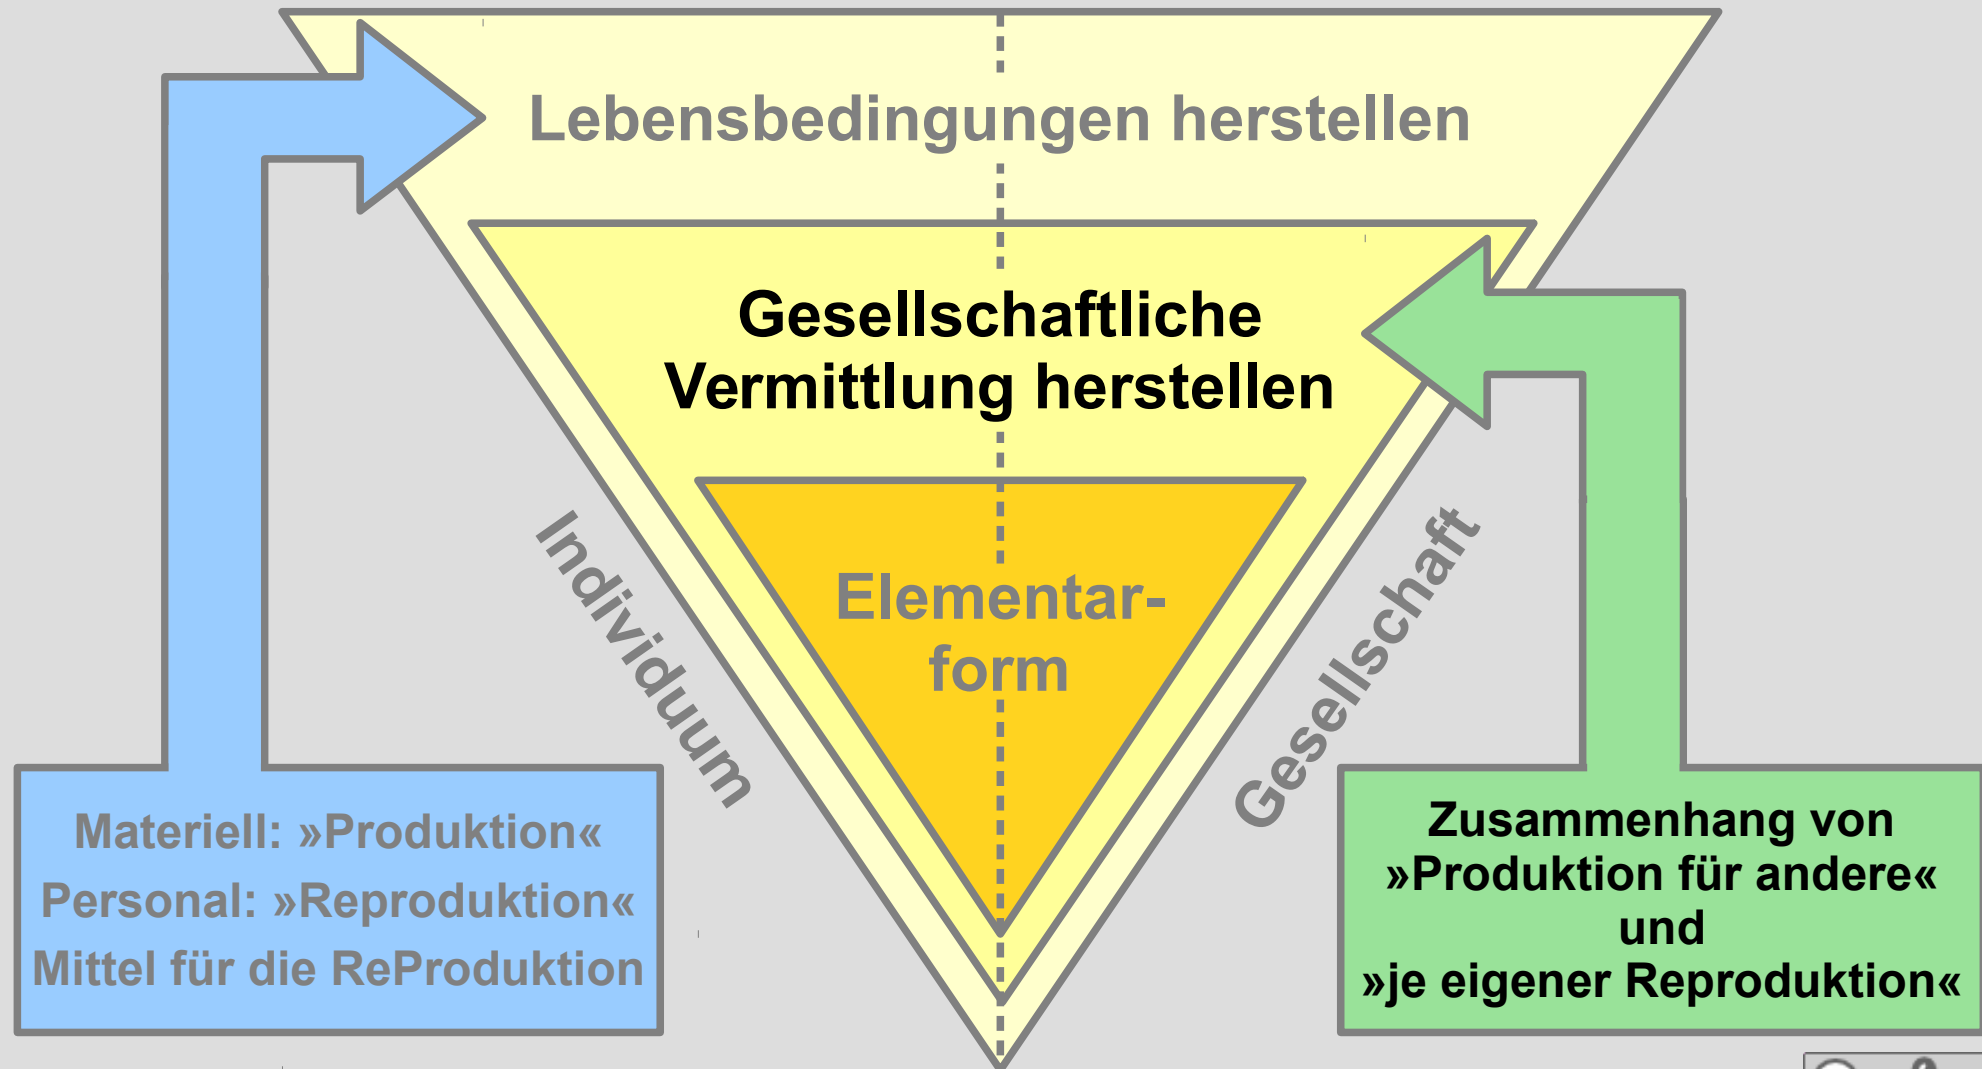 Lebensbedingungen herstellen
Gesellschaftliche
Vermittlung herstellen
Elementar-
form
Individuum
Gesellschaft
Materiell: »Produktion«
Personal: »Reproduktion«
Mittel für die ReProduktion
Zusammenhang von
»Produktion für andere«
und
»je eigener Reproduktion«